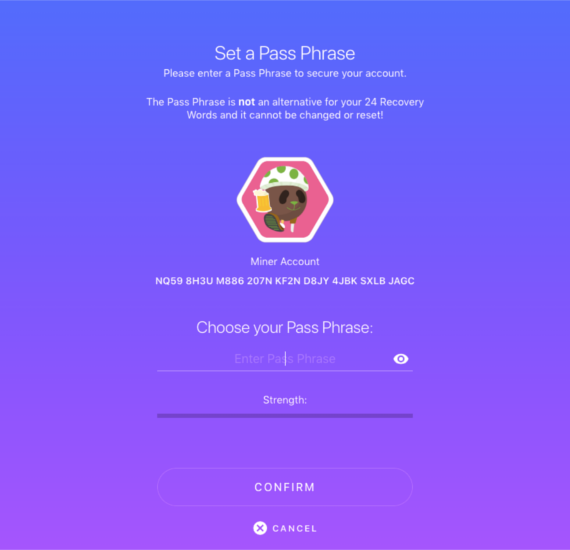 Set a Pass Phrase
Please enter a Pass Phrase to secure your account.
The Pass Phrase is not an alternative for your 24 Recovery
Words and it cannot be changed or reset!
Miner Account
NQ59 8H3U M886 207N KF2N D8JY 4JBK SXLB JAGC
Choose your Pass Phrase:
Enter Pass Phrase
Strength:
CONFIRM
CANCEL